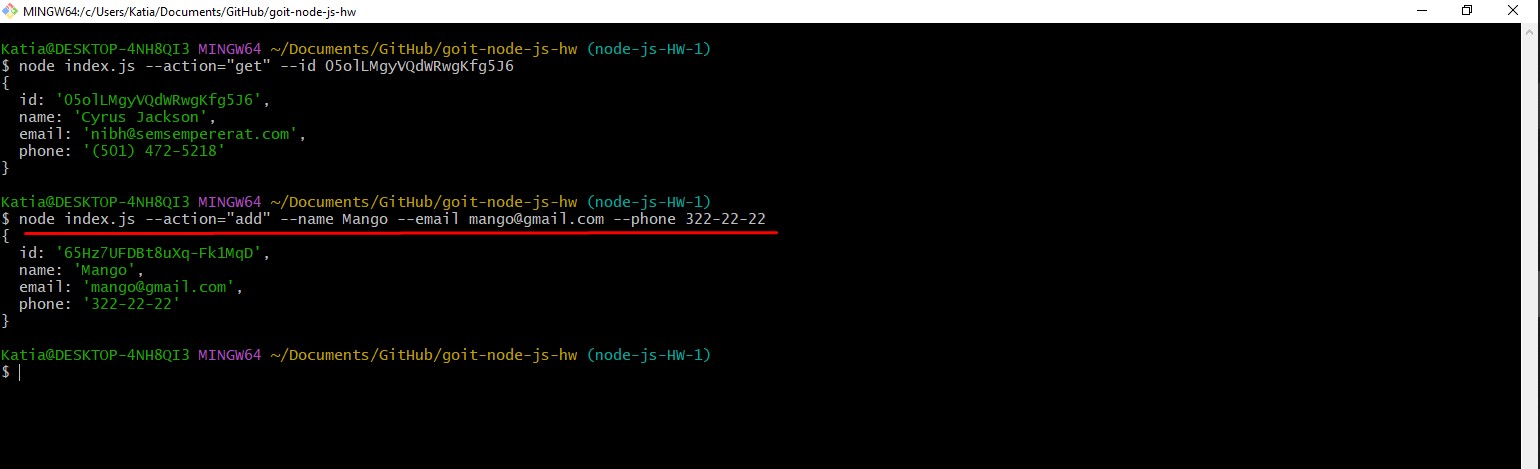 MINGW64:/c/Users/Katia/Documents/GitHub/goit-node-js-hw
Katia@DESKTOP-4NH8QI3 MINGW64 ~/Documents/GitHub/goit-node-js-hw (node-js-HW-1)
$ node index.js --action="get" --id O5olLMgyVQdWRwgKfg5J6
{
  id: 'O5olLMgyVQdWRwgKfg5J6',
  name: 'Cyrus Jackson',
  email: 'nibh@semsempererat.com',
  phone: '(501) 472-5218'
}
Katia@DESKTOP-4NH8QI3 MINGW64 ~/Documents/GitHub/goit-node-js-hw (node-js-HW-1)
$ node index.js --action="add" --name Mango --email mango@gmail.com --phone 322-22-22
{
  id: '65Hz7UFDBt8uXq-Fk1MqD',
  name: 'Mango',
  email: 'mango@gmail.com',
  phone: '322-22-22'
}
Katia@DESKTOP-4NH8QI3 MINGW64 ~/Documents/GitHub/goit-node-js-hw (node-js-HW-1)
$